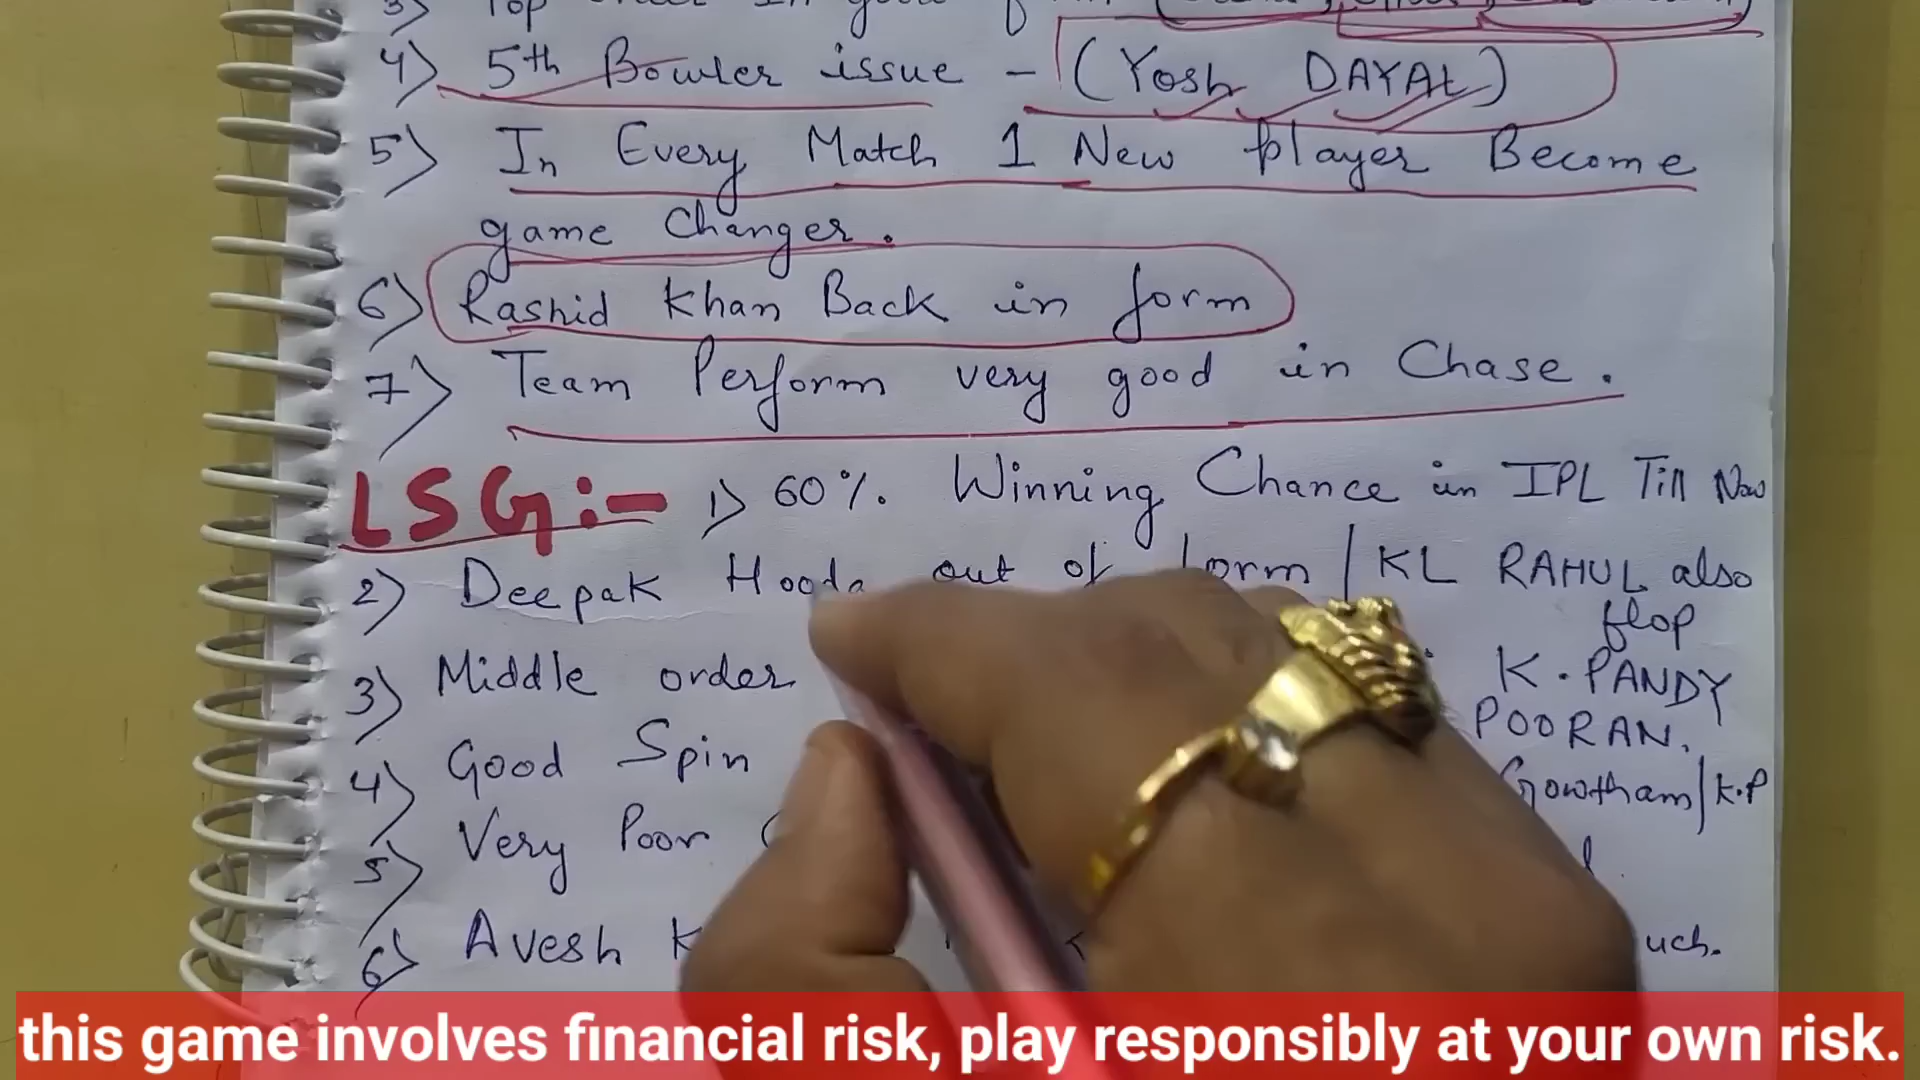 3) Top
4) 5th Bowler issue - (Yosh DAYAL)
5) In Every Match 1 New player Become
game Changer.
6) Rashid Khan Back in form
7) Team Perform very good in Chase.
LSG:- 1) 60%. Winning Chance in IPL Till Now
2) Deepak Hooda out of form / KL RAHUL also
flop
3) Middle order K. PANDY
POORAN.
4) Good Spin Gowtham/K.P
5) Very Poor
6) Avesh
this game involves financial risk, play responsibly at your own risk.